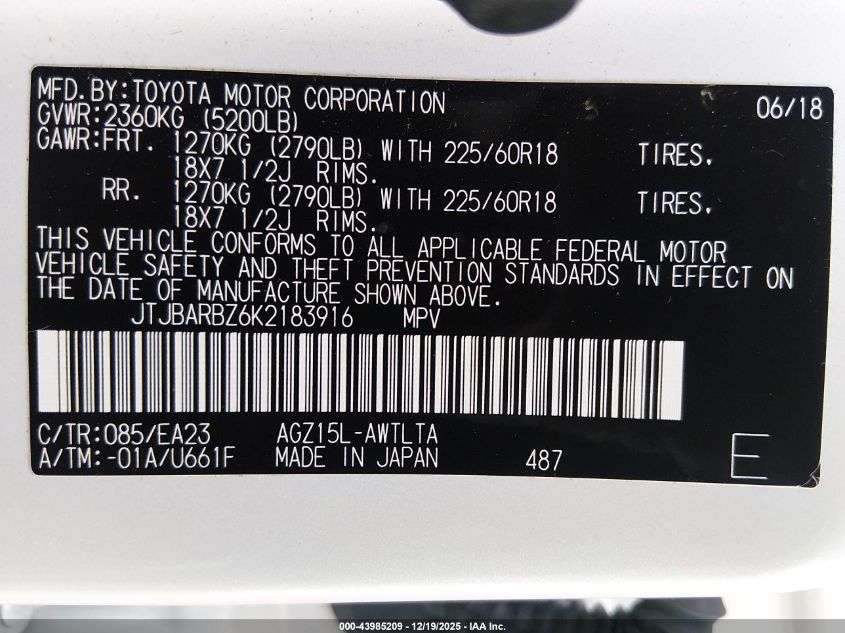 MFD.BY:TOYOTA MOTOR CORPORATION 06/18
GVWR:2360KG (5200LB)
GAWR:FRT. 1270KG (2790LB) WITH 225/60R18 TIRES.
18X7 1/2J RIMS.
RR. 1270KG (2790LB) WITH 225/60R18 TIRES.
18X7 1/2J RIMS.
THIS VEHICLE CONFORMS TO ALL APPLICABLE FEDERAL MOTOR
VEHICLE SAFETY AND THEFT PREVENTION STANDARDS IN EFFECT ON
THE DATE OF MANUFACTURE SHOWN ABOVE.
JTJBARBZ6K2183916 MPV
C/TR:085/EA23 AGZ15L-AWTLTA
A/TM:-01A/U661F MADE IN JAPAN 487 E
000-43985209 - 12/19/2025 - IAA Inc.